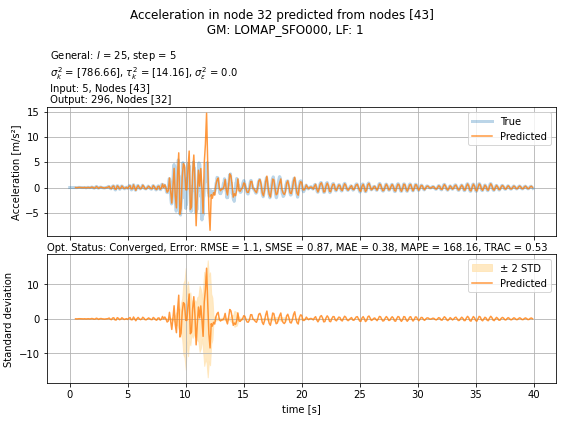 Acceleration in node 32 predicted from nodes [43]
GM: LOMAP_SFO000, LF: 1
General: l = 25, step = 5
σ²ₖ = [786.66], τ²ₖ = [14.16], σ²ε = 0.0
Input: 5, Nodes [43]
Output: 296, Nodes [32]
15
10
5
0
−5
Acceleration [m/s²]
True
Predicted
Opt. Status: Converged, Error: RMSE = 1.1, SMSE = 0.87, MAE = 0.38, MAPE = 168.16, TRAC = 0.53
10
0
−10
Standard deviation
± 2 STD
Predicted
0 5 10 15 20 25 30 35 40
time [s]